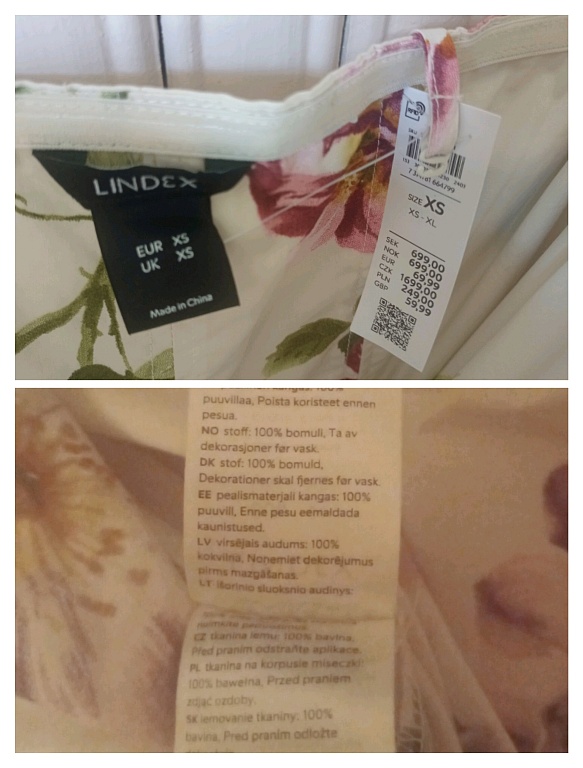 LINDEX
EUR XS
UK XS
Made in China
SIZE XS
XS - XL
SEK 699,00
NOK 699,00
EUR 69,99
CZK 1699,00
PLN 249,00
GBP 59,99
kangas: 100%
puuvillaa, Poista koristeet ennen
pesua.
NO stoff: 100% bomull, Ta av
dekorasjoner før vask.
DK stof: 100% bomuld,
Dekorationer skal fjernes før vask.
EE pealismaterjali kangas: 100%
puuvill, Enne pesu eemaldada
kaunistused.
LV virsējais audums: 100%
kokvilna, Noņemiet dekorējumus
pirms mazgāšanas.
LT išorinio sluoksnio audinys:
CZ tkanina lemu: 100% bavlna,
Před praním odstraňte aplikace.
PL tkanina na korpusie miseczki:
100% bawełna, Przed praniem
zdjąć ozdoby.
SK lemovanie tkaniny: 100%
bavlna, Pred praním odložte